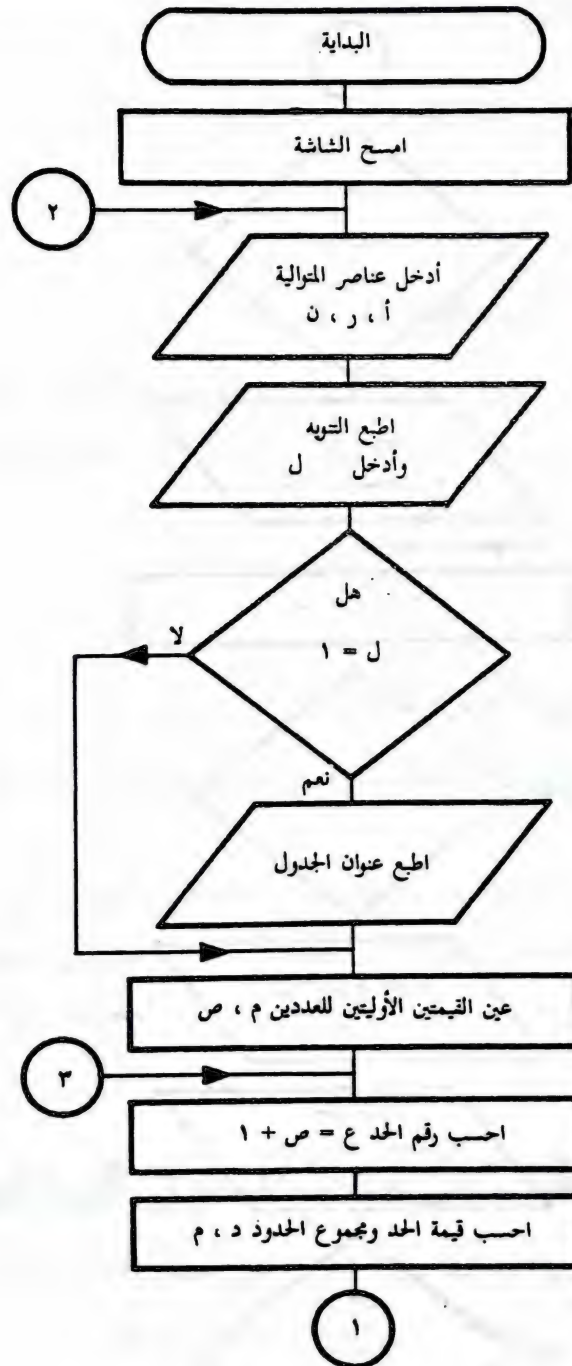 البداية
امسح الشاشة
٢
أدخل عناصر المتوالية
أ ، ر ، ن
اطبع التنويه
وأدخل ل
هل
ل = ١
لا
نعم
اطبع عنوان الجدول
عين القيمتين الأوليتين للعددين م ، ص
٣
احسب رقم الحد ع = ص + ١
احسب قيمة الحد ومجموع الحدود د ، م
١